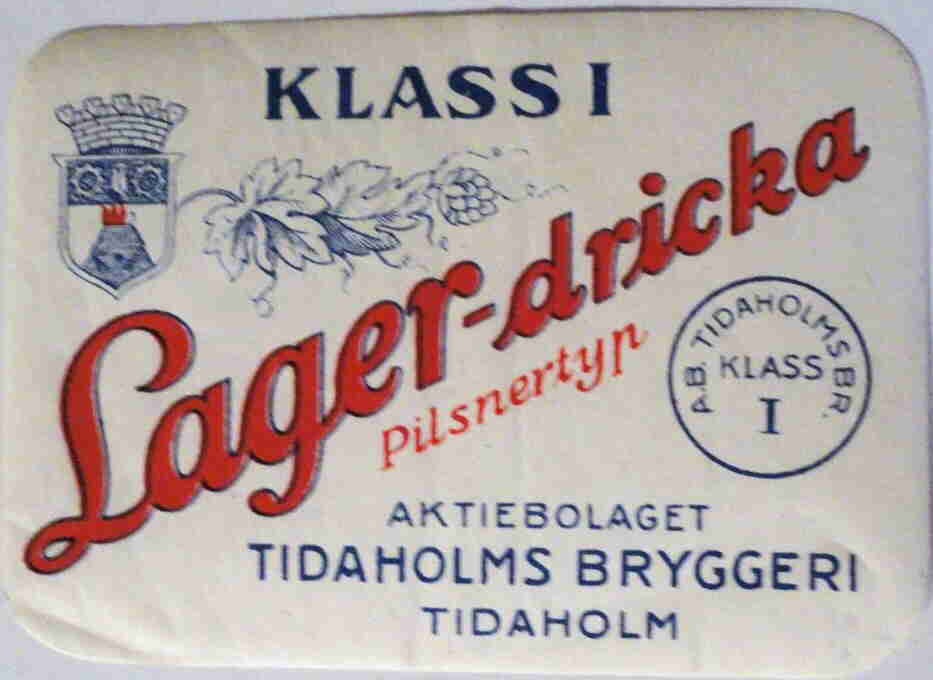 KLASS I
Lager-dricka
Pilsnertyp
A.B. TIDAHOLMS BR.
KLASS
I
AKTIEBOLAGET
TIDAHOLMS BRYGGERI
TIDAHOLM